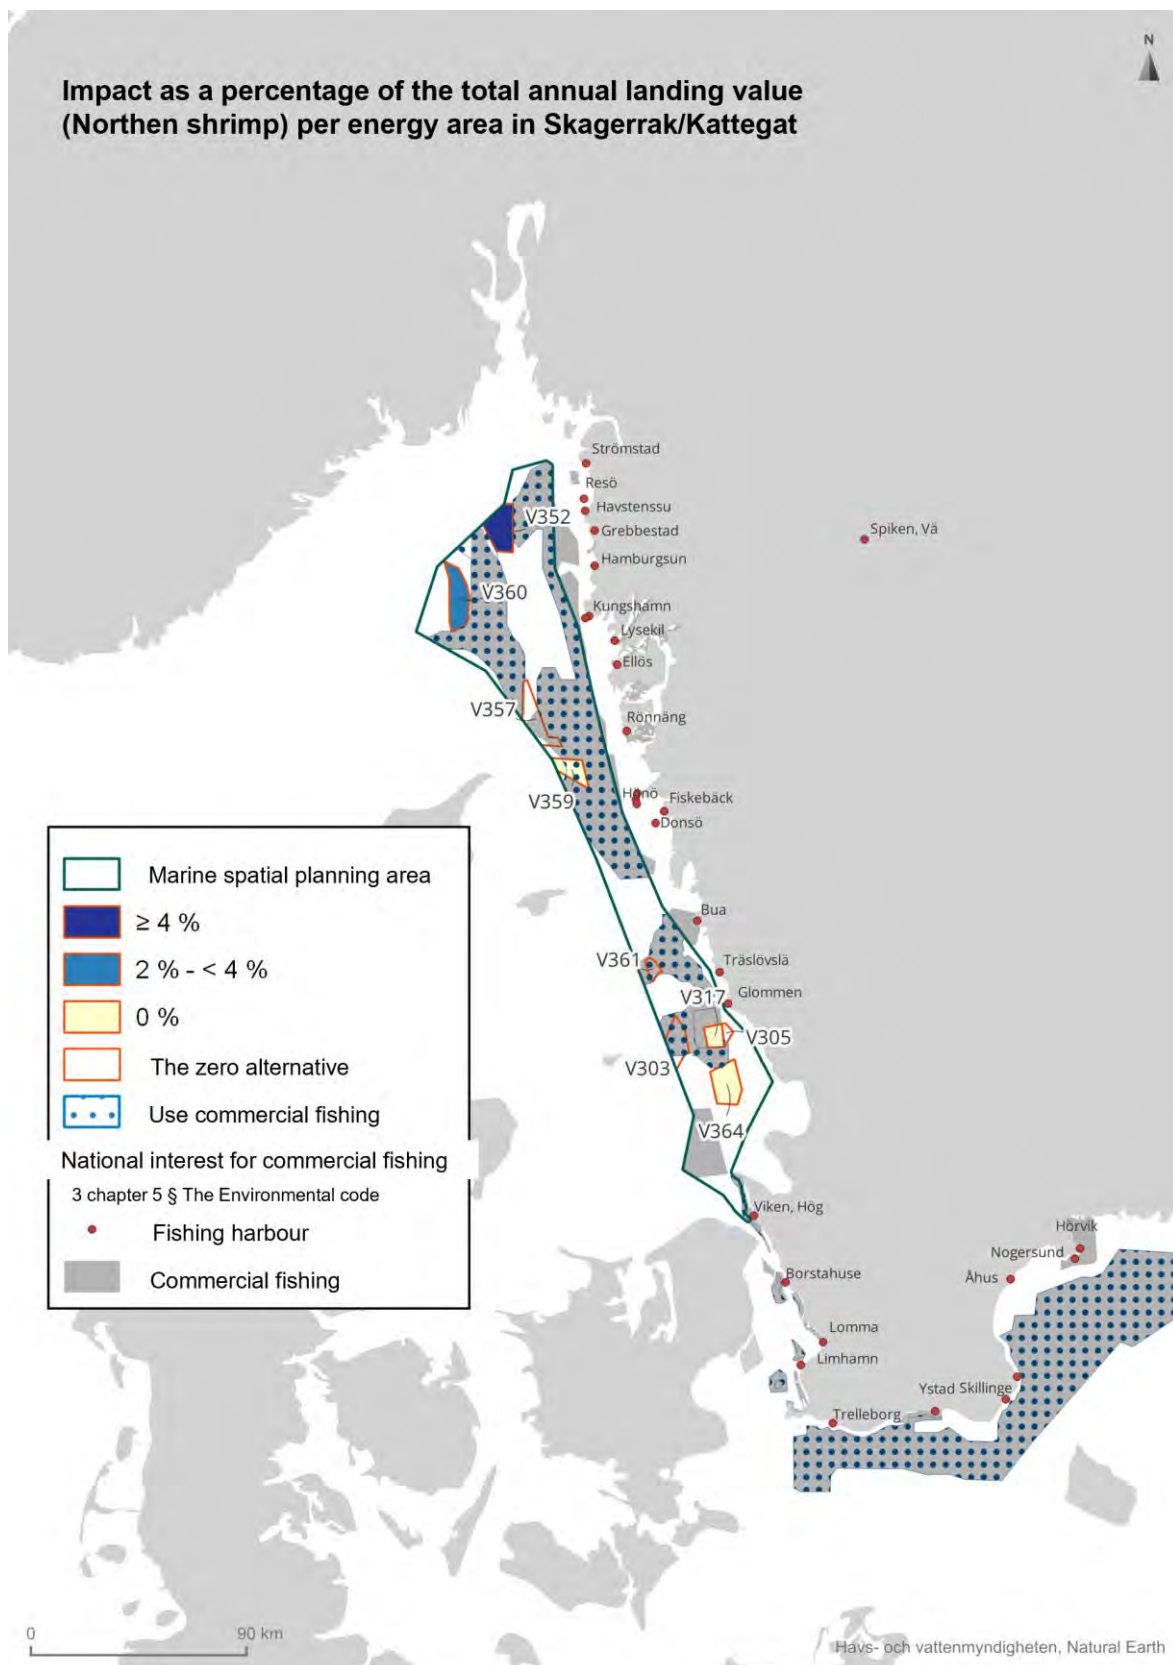 N
Impact as a percentage of the total annual landing value
(Northen shrimp) per energy area in Skagerrak/Kattegat
Strömstad
Resö
Havstenssu
V352
Grebbestad
Spiken, Vä
Hamburgsun
V360
Kungshamn
Lysekil
Ellös
V357
Rönnäng
V359
Hönö
Fiskebäck
Donsö
Bua
V361
Träslövslä
V317
Glommen
V305
V303
V364
Viken, Hög
Hörvik
Nogersund
Åhus
Borstahuse
Lomma
Limhamn
Ystad
Skillinge
Trelleborg
Marine spatial planning area
≥ 4 %
2 % - < 4 %
0 %
The zero alternative
Use commercial fishing
National interest for commercial fishing
3 chapter 5 § The Environmental code
Fishing harbour
Commercial fishing
0 90 km
Havs- och vattenmyndigheten, Natural Earth